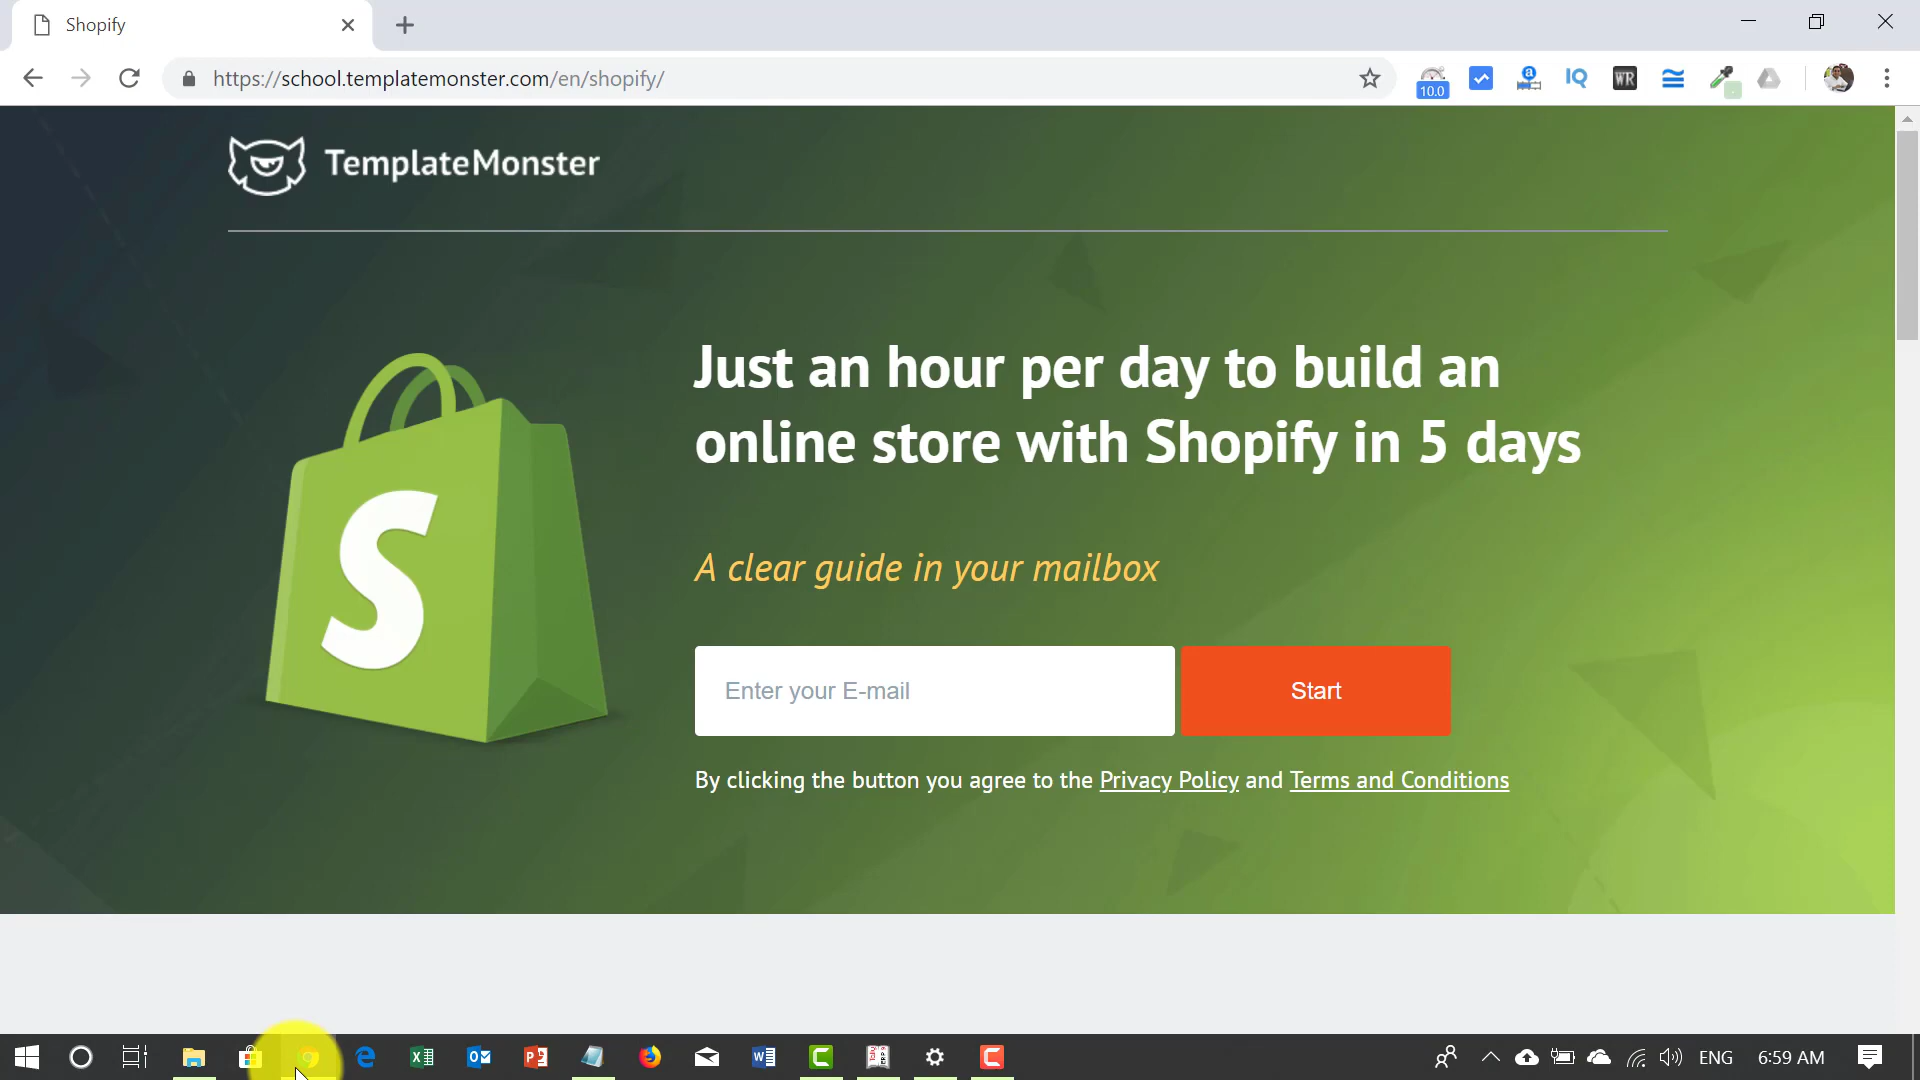 Shopify
https://school.templatemonster.com/en/shopify/
10.0
a
IQ
WR
TemplateMonster
Just an hour per day to build an
online store with Shopify in 5 days
A clear guide in your mailbox
Enter your E-mail
Start
By clicking the button you agree to the Privacy Policy and Terms and Conditions
S
ENG
6:59 AM